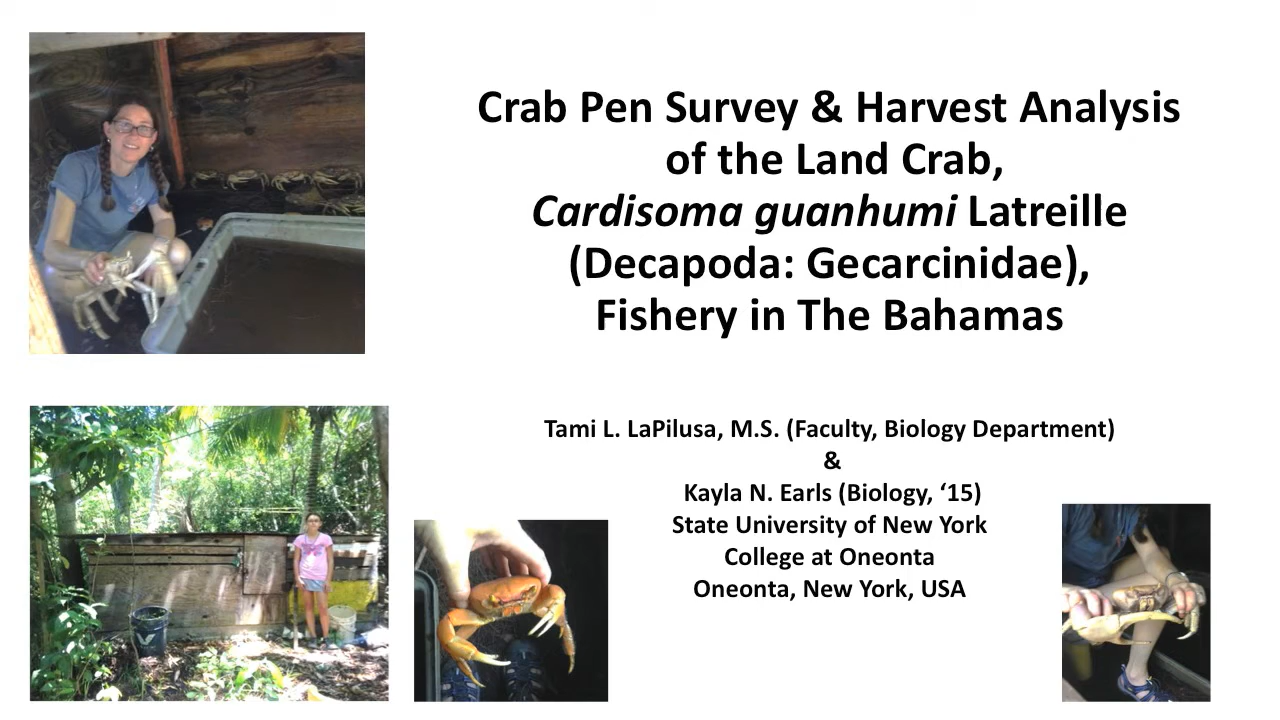 Crab Pen Survey & Harvest Analysis
of the Land Crab,
Cardisoma guanhumi Latreille
(Decapoda: Gecarcinidae),
Fishery in The Bahamas
Tami L. LaPilusa, M.S. (Faculty, Biology Department)
&
Kayla N. Earls (Biology, ‘15)
State University of New York
College at Oneonta
Oneonta, New York, USA